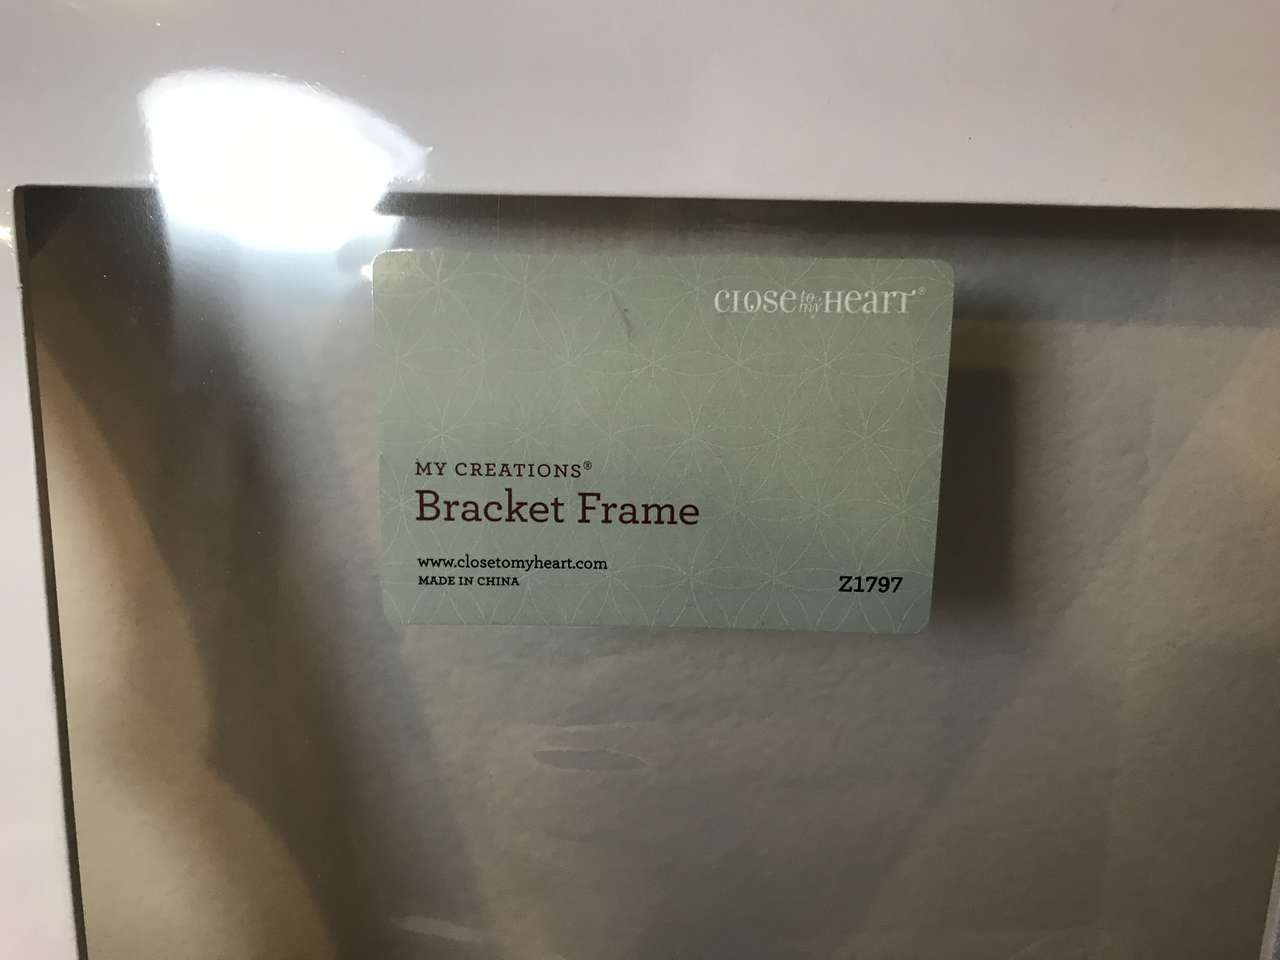 CLOSE to my HEART®
MY CREATIONS®
Bracket Frame
www.closetomyheart.com
MADE IN CHINA
Z1797